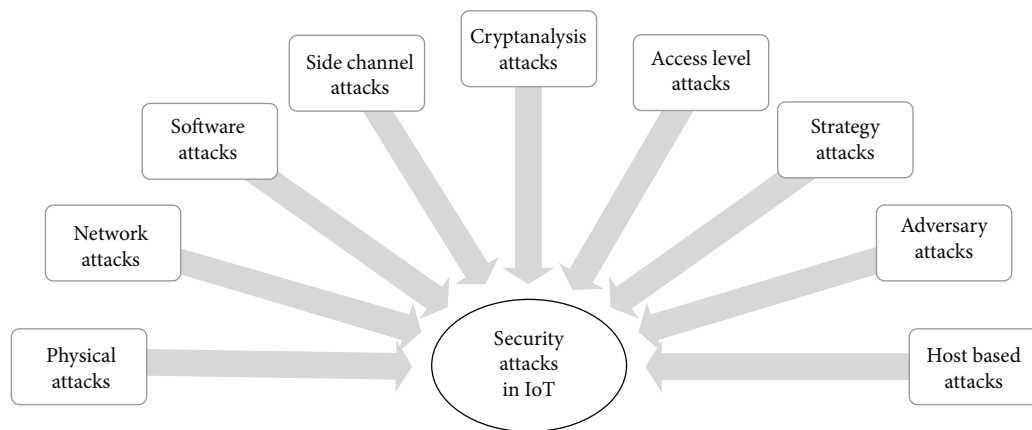 Cryptanalysis
attacks
Side channel
attacks
Access level
attacks
Software
attacks
Strategy
attacks
Network
attacks
Adversary
attacks
Physical
attacks
Security
attacks
in IoT
Host based
attacks